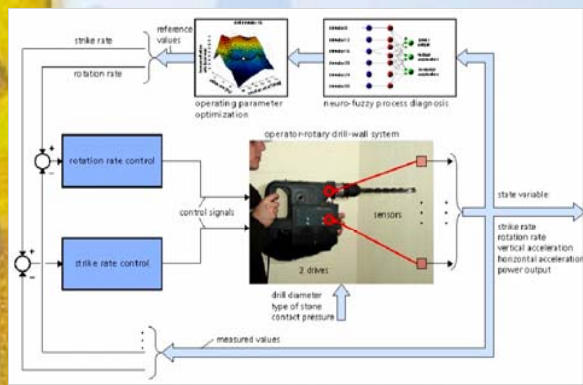 strike rate
reference
values
rotation rate
operating parameter
optimization
neuro-fuzzy process diagnosis
operator-rotary drill-wall system
+
−
rotation rate control
control signals
+
−
strike rate control
sensors
2 drives
state variable:
strike rate
rotation rate
vertical acceleration
horizontal acceleration
power output
drill diameter
type of stone
contact pressure
measured values